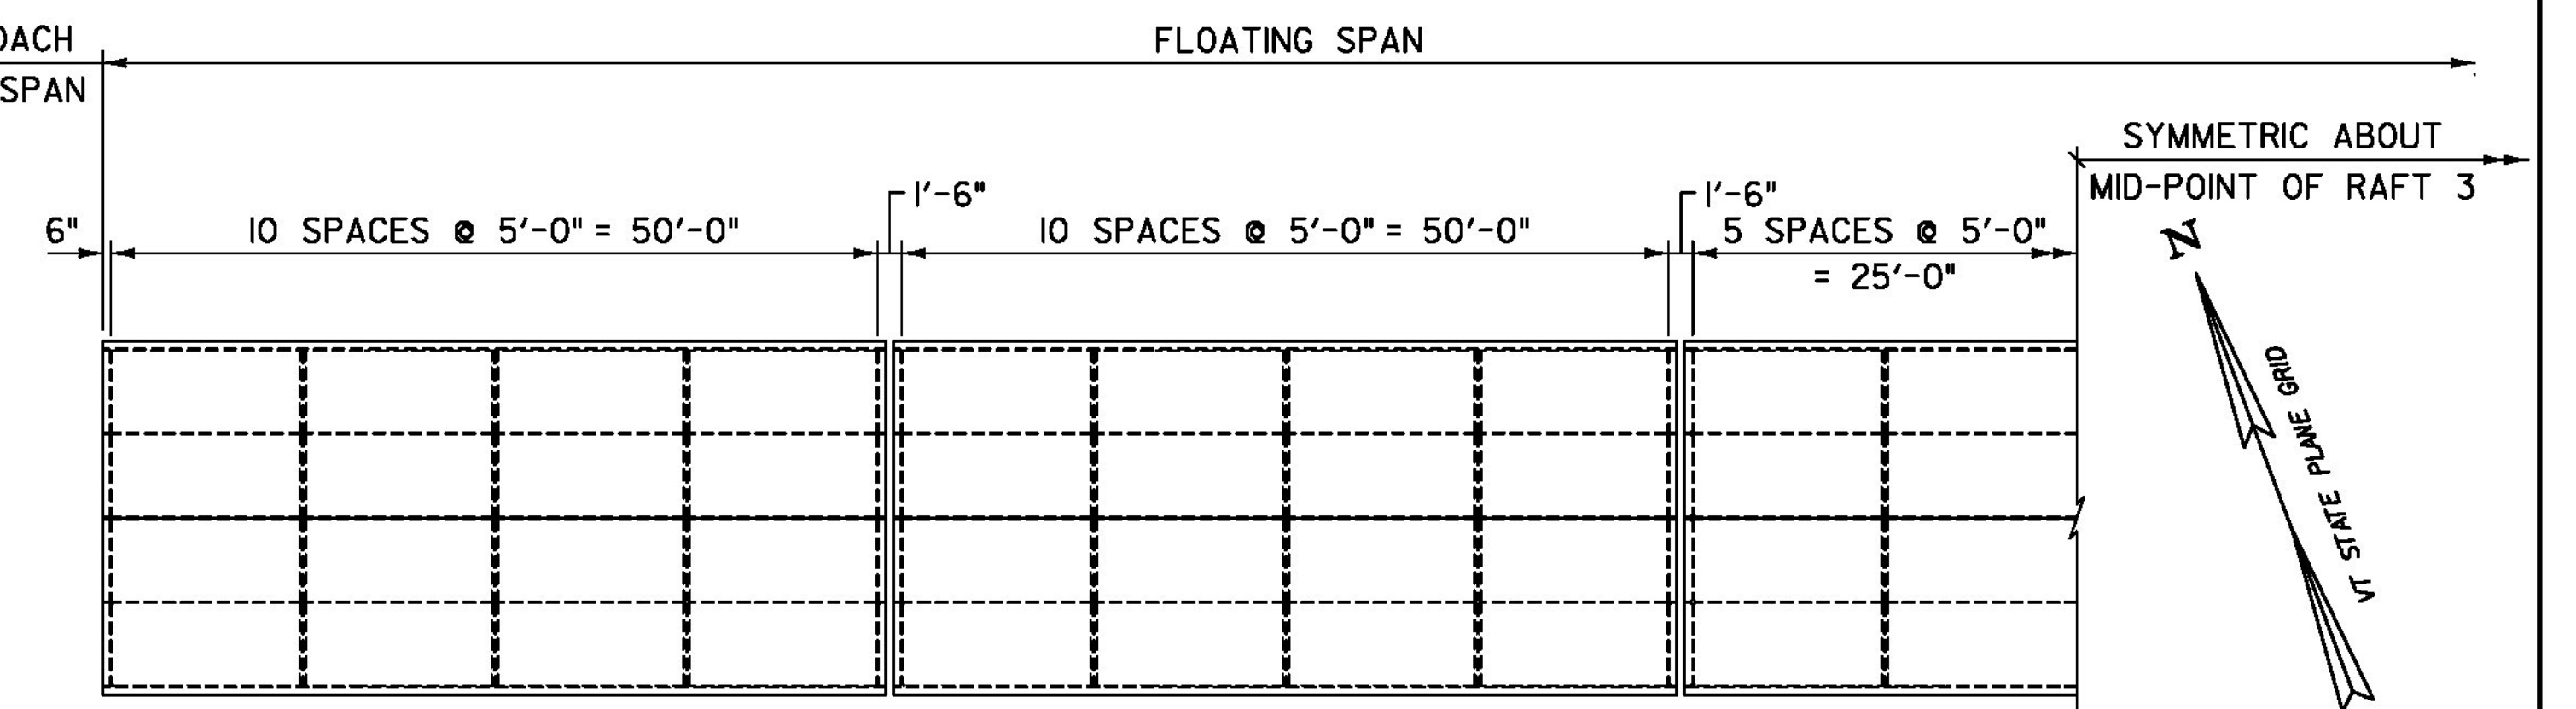 OACH
SPAN
FLOATING SPAN
SYMMETRIC ABOUT
MID-POINT OF RAFT 3
1'-6"
1'-6"
6"
10 SPACES @ 5'-0" = 50'-0"
10 SPACES @ 5'-0" = 50'-0"
5 SPACES @ 5'-0"
= 25'-0"
N
VT STATE PLANE GRID